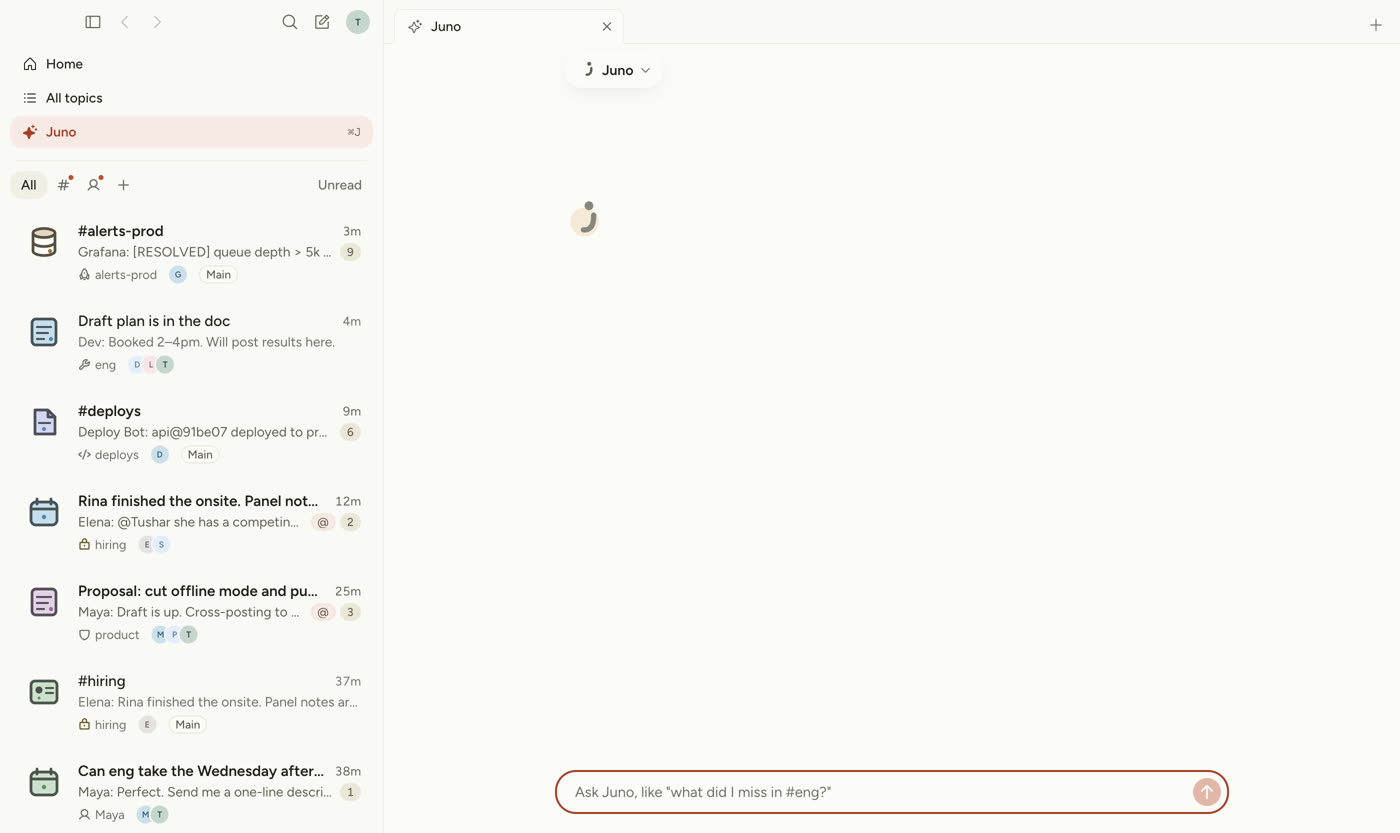 T
Juno
Home
All topics
Juno ⌘J
Juno
All Unread
#alerts-prod 3m
Grafana: [RESOLVED] queue depth > 5k ... 9
alerts-prod G Main
Draft plan is in the doc 4m
Dev: Booked 2–4pm. Will post results here.
eng D L T
#deploys 9m
Deploy Bot: api@91be07 deployed to pr... 6
deploys D Main
Rina finished the onsite. Panel not... 12m
Elena: @Tushar she has a competin... @ 2
hiring E S
Proposal: cut offline mode and pu... 25m
Maya: Draft is up. Cross-posting to ... @ 3
product M P T
#hiring 37m
Elena: Rina finished the onsite. Panel notes ar...
hiring E Main
Can eng take the Wednesday after... 38m
Maya: Perfect. Send me a one-line descri... 1
Maya M T
Ask Juno, like "what did I miss in #eng?"